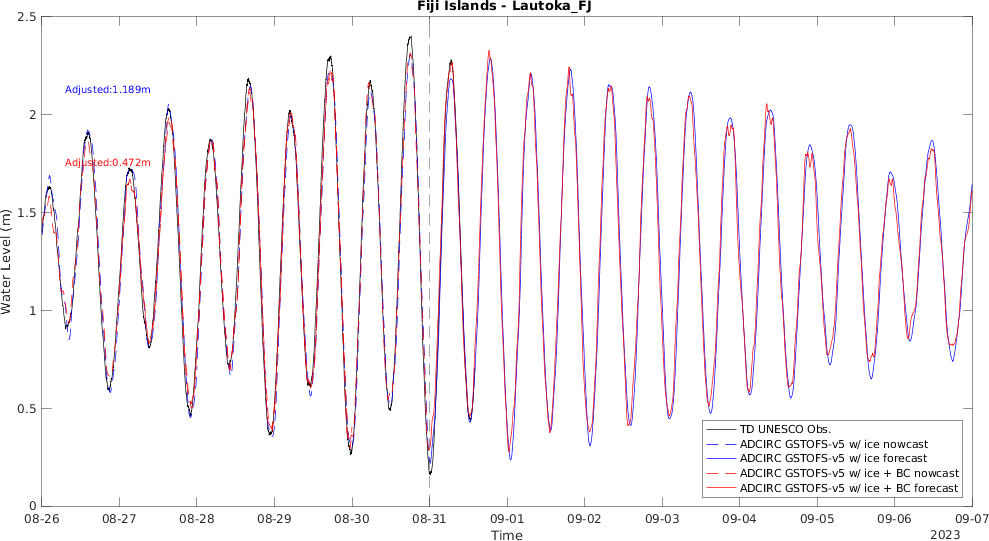 Fiji Islands - Lautoka_FJ
2.5
2
1.5
1
0.5
0
Water Level (m)
Adjusted:1.189m
Adjusted:0.472m
TD UNESCO Obs.
ADCIRC GSTOFS-v5 w/ ice nowcast
ADCIRC GSTOFS-v5 w/ ice forecast
ADCIRC GSTOFS-v5 w/ ice + BC nowcast
ADCIRC GSTOFS-v5 w/ ice + BC forecast
08-26 08-27 08-28 08-29 08-30 08-31 09-01 09-02 09-03 09-04 09-05 09-06 09-07
Time
2023